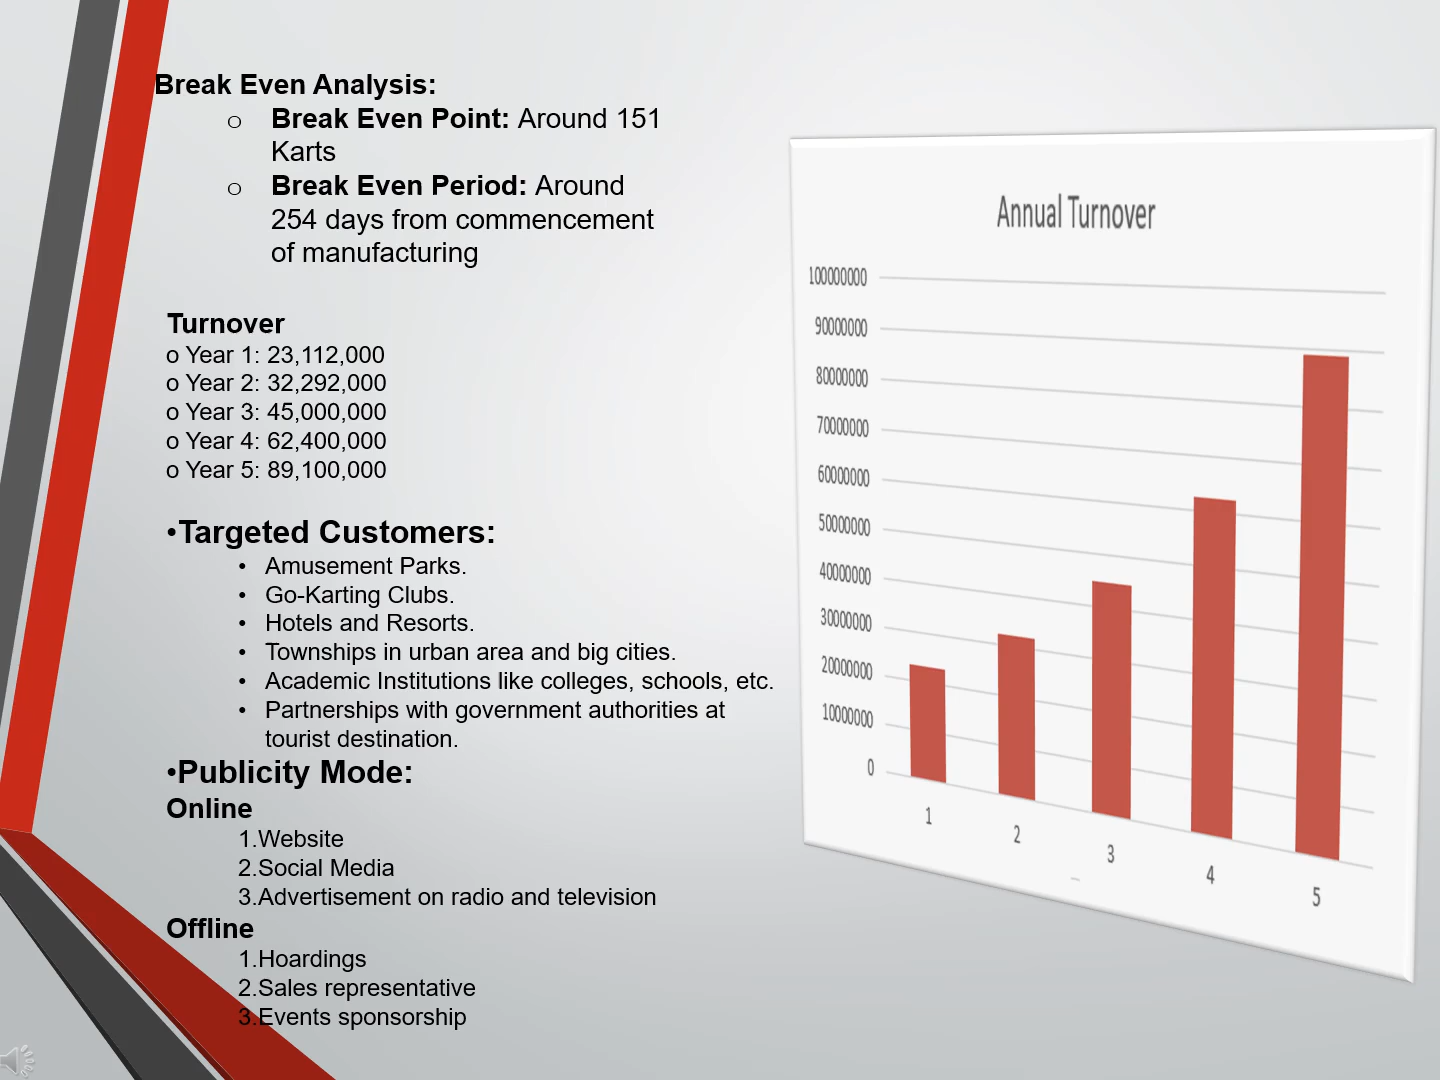 Break Even Analysis:
o Break Even Point: Around 151
Karts
o Break Even Period: Around
254 days from commencement
of manufacturing
Turnover
o Year 1: 23,112,000
o Year 2: 32,292,000
o Year 3: 45,000,000
o Year 4: 62,400,000
o Year 5: 89,100,000
•Targeted Customers:
• Amusement Parks.
• Go-Karting Clubs.
• Hotels and Resorts.
• Townships in urban area and big cities.
• Academic Institutions like colleges, schools, etc.
• Partnerships with government authorities at
tourist destination.
•Publicity Mode:
Online
1.Website
2.Social Media
3.Advertisement on radio and television
Offline
1.Hoardings
2.Sales representative
3.Events sponsorship
Annual Turnover
100000000
90000000
80000000
70000000
60000000
50000000
40000000
30000000
20000000
10000000
0
1
2
3
4
5